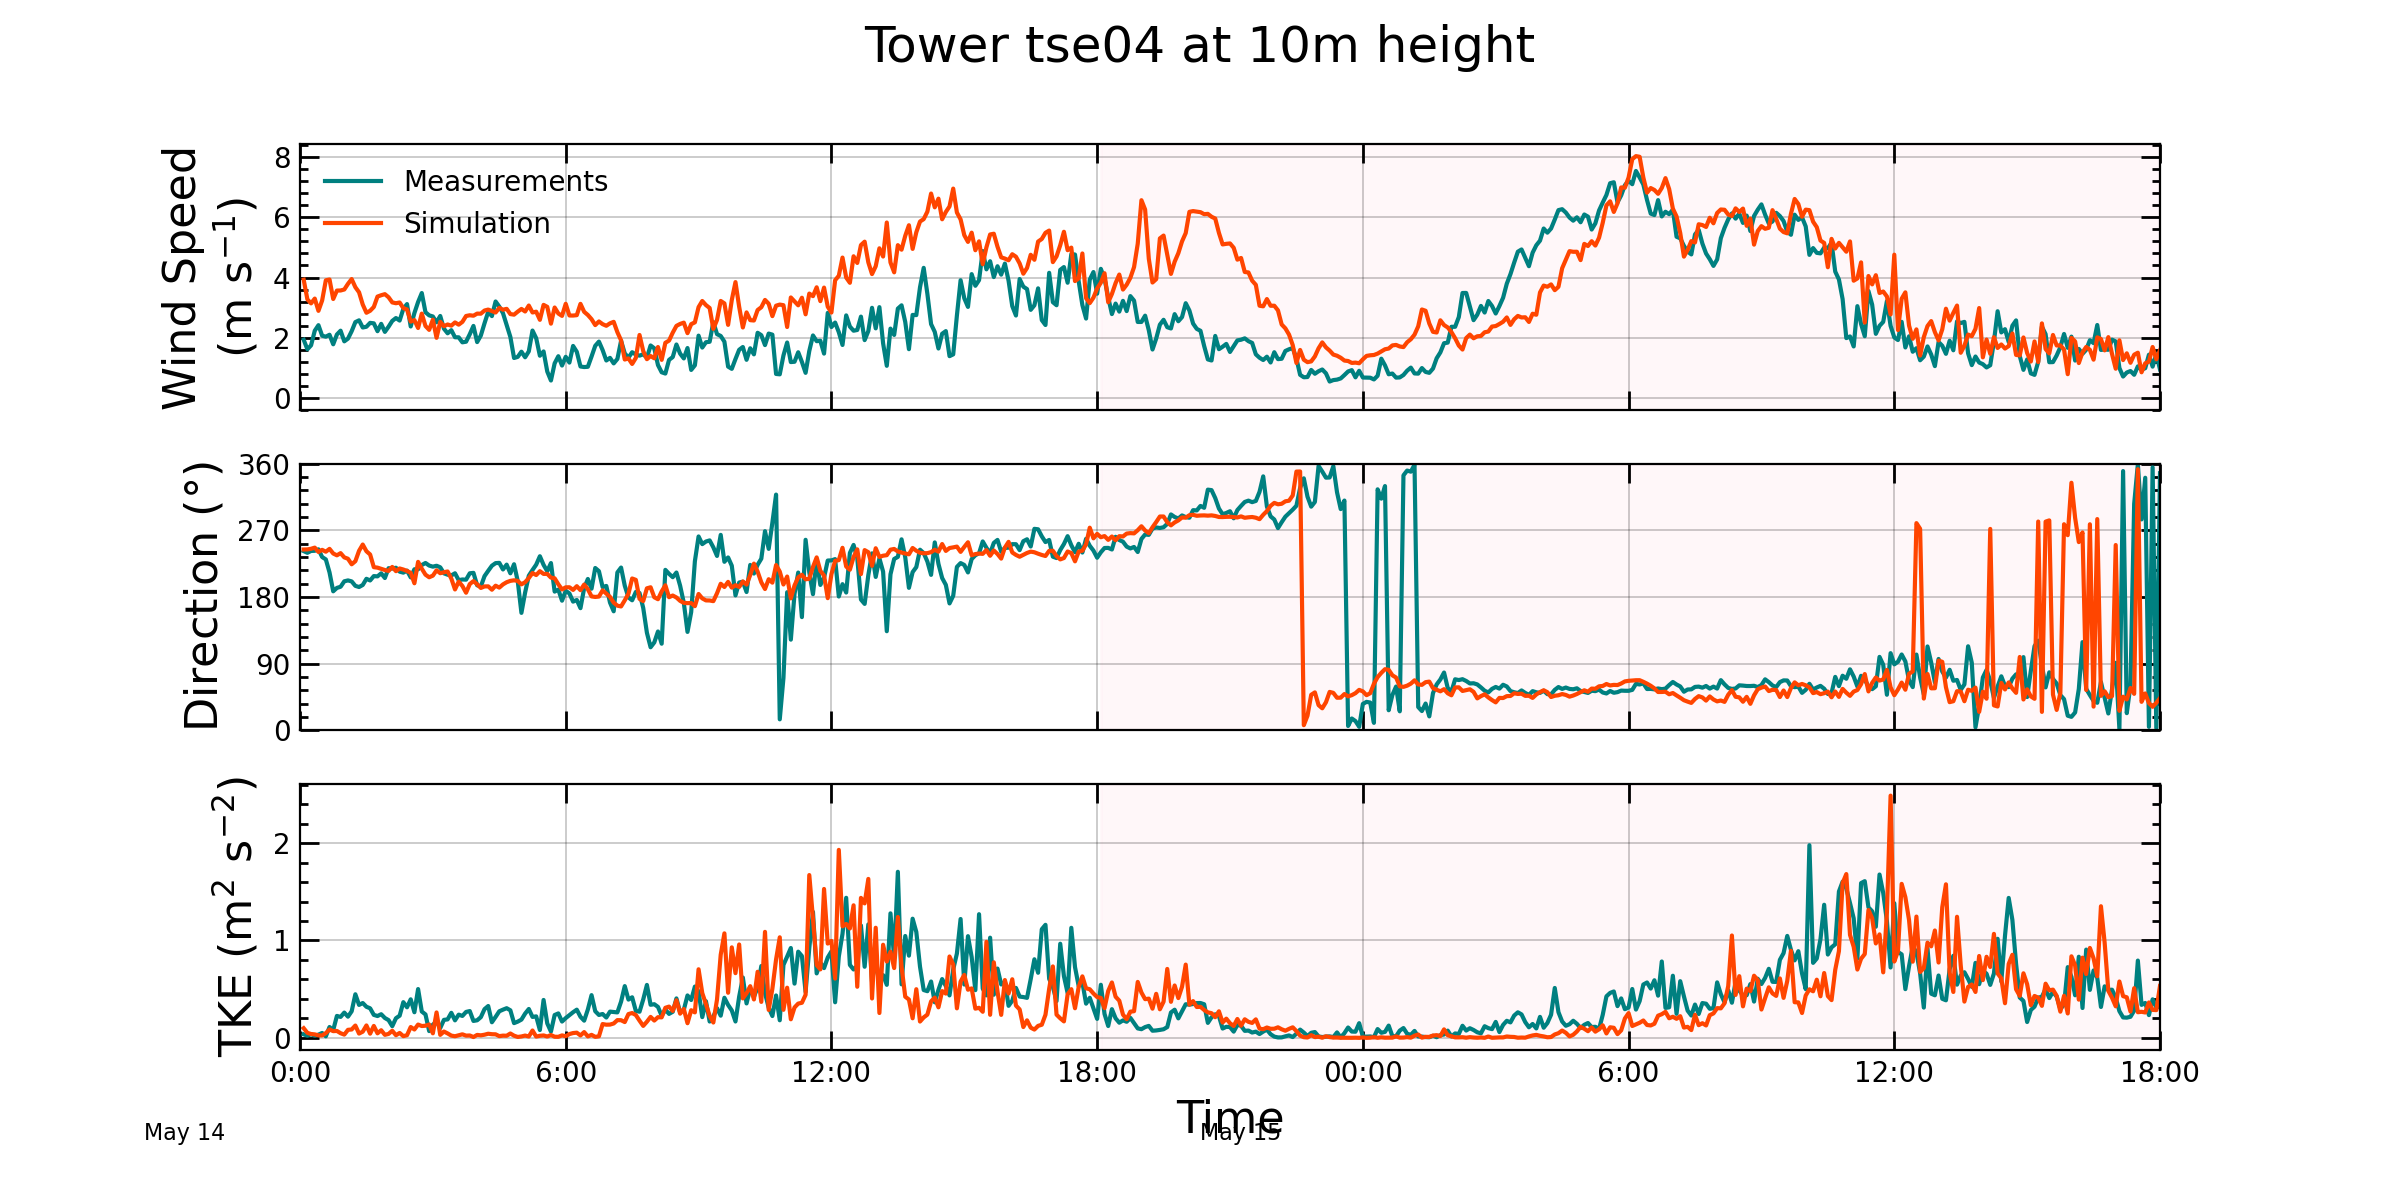 Tower tse04 at 10m height
Wind Speed
(m s⁻¹)
8
6
4
2
0
Measurements
Simulation
Direction (°)
360
270
180
90
0
TKE (m² s⁻²)
2
1
0
0:00 6:00 12:00 18:00 00:00 6:00 12:00 18:00
Time
May 14 May 15